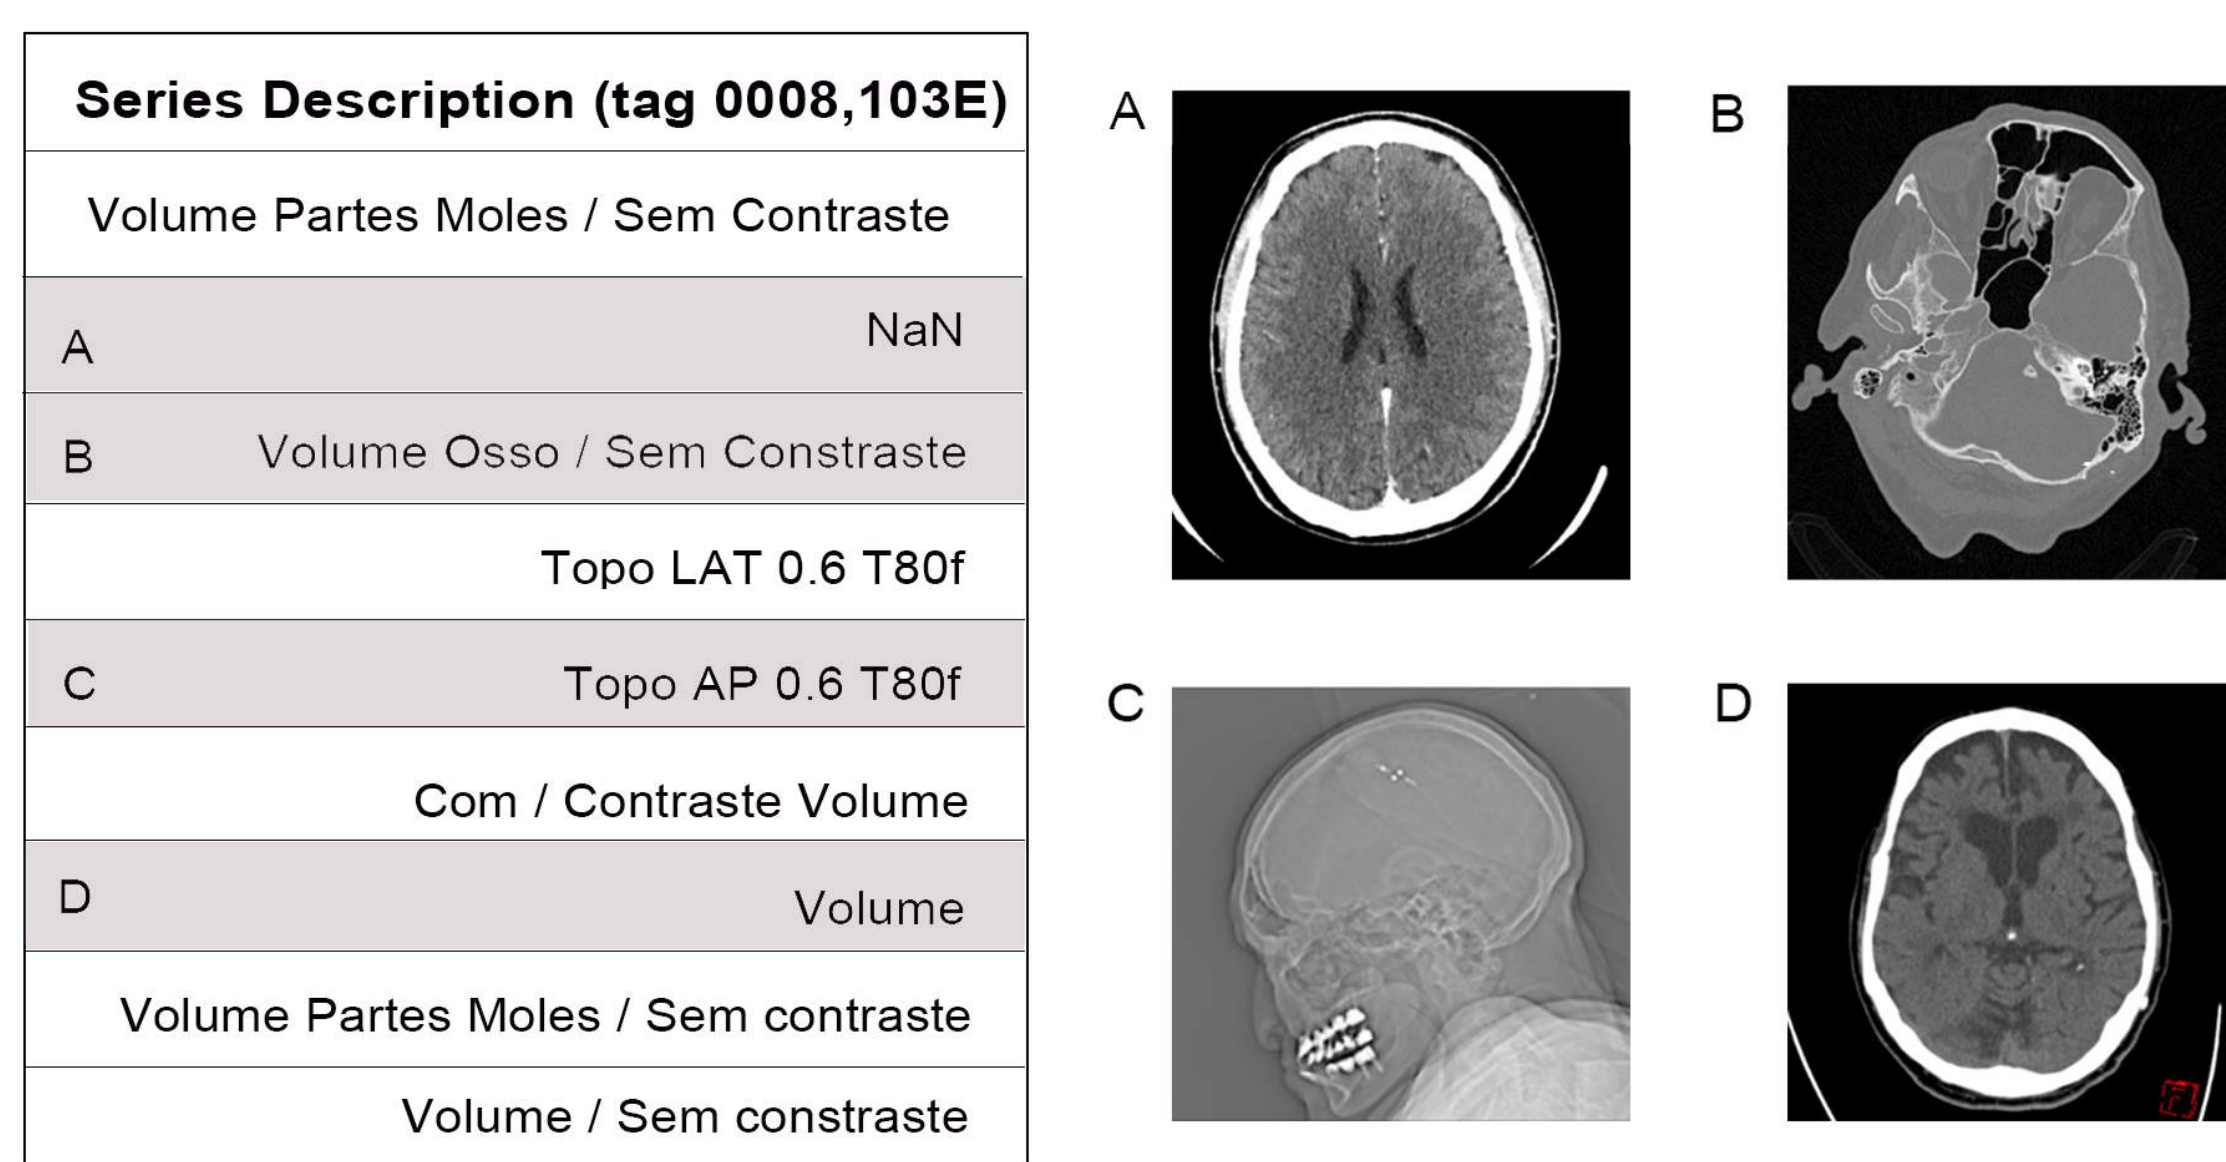 Series Description (tag 0008,103E)
Volume Partes Moles / Sem Contraste
A NaN
B Volume Osso / Sem Constraste
Topo LAT 0.6 T80f
C Topo AP 0.6 T80f
Com / Contraste Volume
D Volume
Volume Partes Moles / Sem contraste
Volume / Sem constraste
A
B
C
D
F